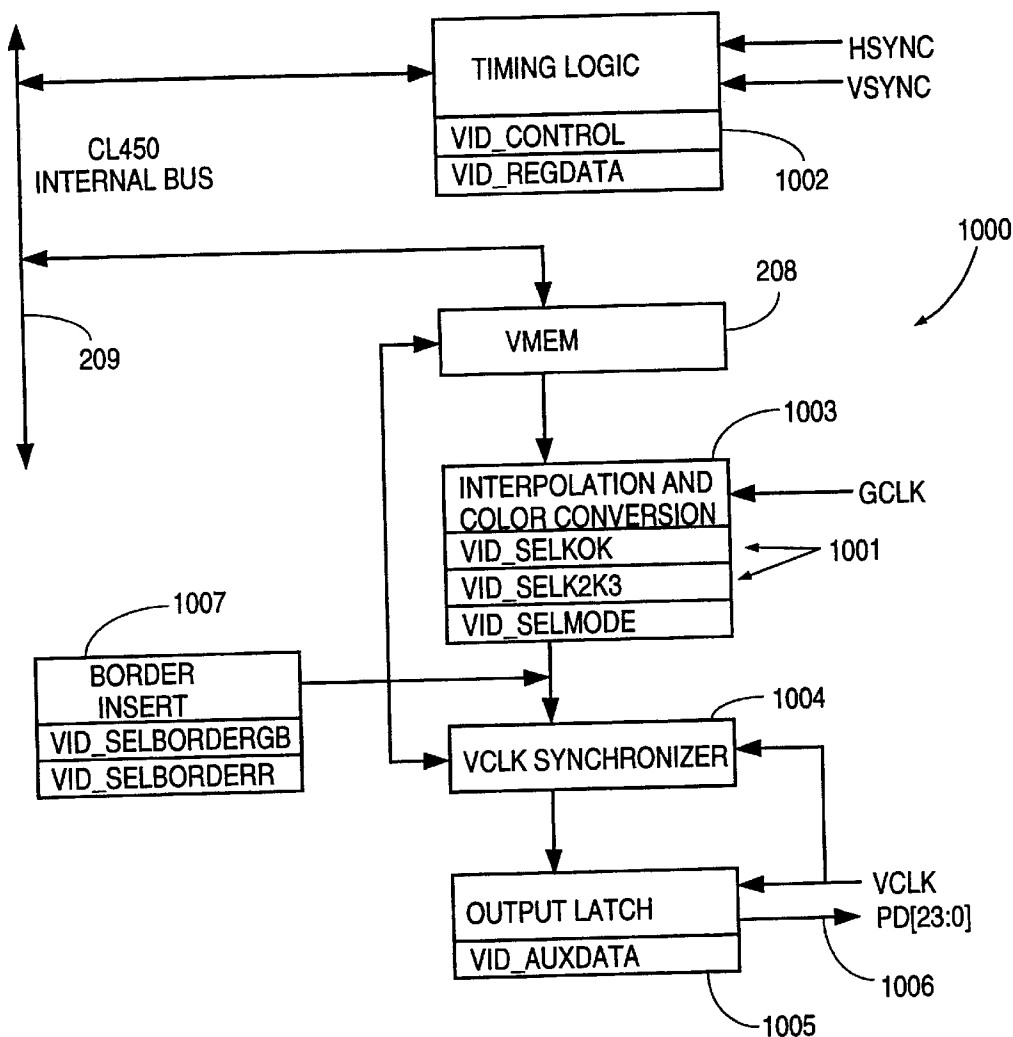 TIMING LOGIC
HSYNC
VSYNC
VID_CONTROL
VID_REGDATA
1002
CL450
INTERNAL BUS
1000
208
VMEM
209
1003
INTERPOLATION AND
COLOR CONVERSION
GCLK
VID_SELKOK
VID_SELK2K3
VID_SELMODE
1001
1007
BORDER
INSERT
VID_SELBORDERGB
VID_SELBORDERR
1004
VCLK SYNCHRONIZER
VCLK
OUTPUT LATCH
PD[23:0]
VID_AUXDATA
1006
1005